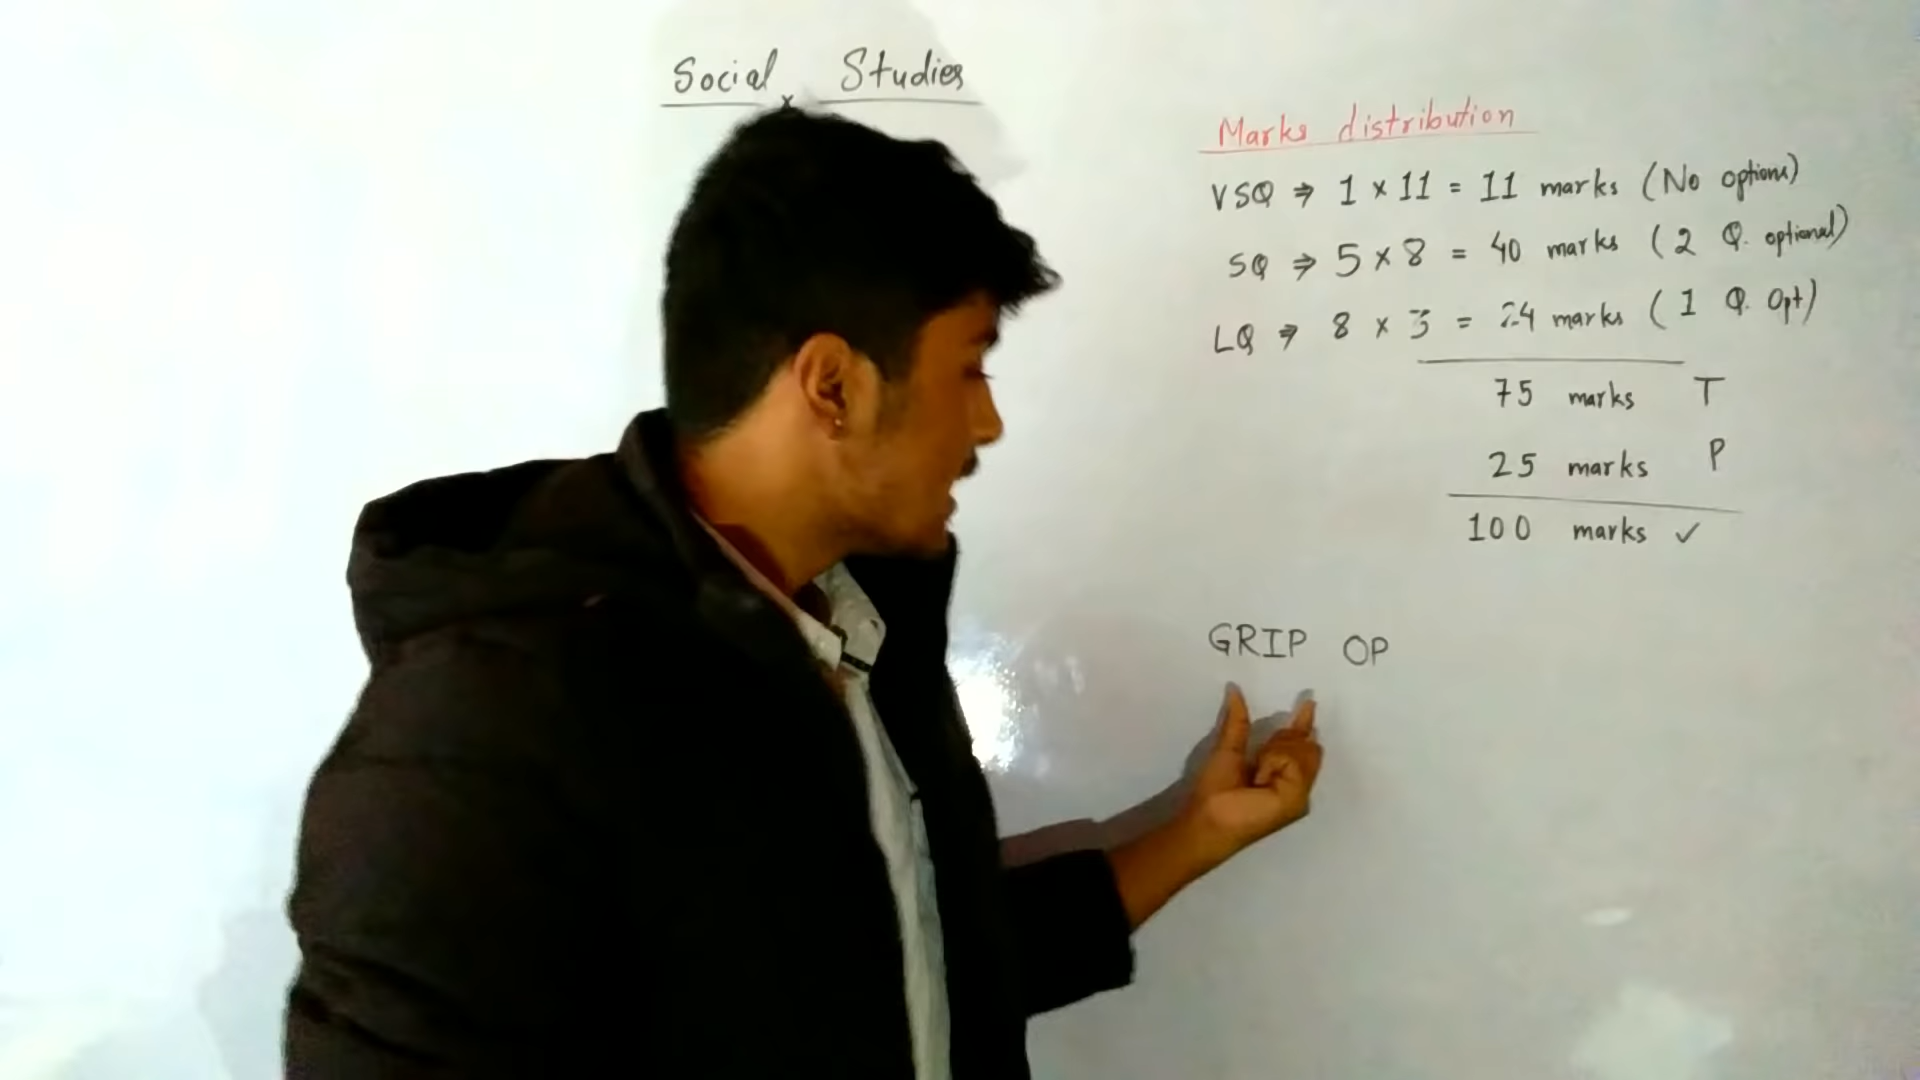 Social Studies
Marks distribution
VSQ ⇒ 1 × 11 = 11 marks (No options)
SQ ⇒ 5 × 8 = 40 marks (2 Q. optional)
LQ ⇒ 8 × 3 = 24 marks (1 Q. Opt)
75 marks T
25 marks P
100 marks ✓
GRIP OP